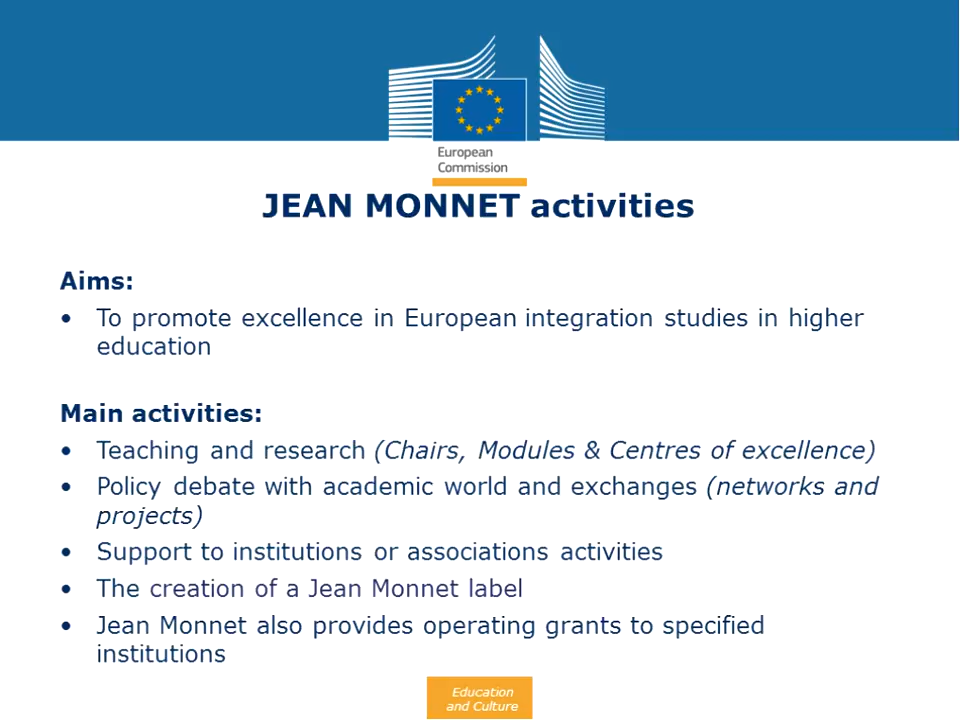 European
Commission
JEAN MONNET activities
Aims:
• To promote excellence in European integration studies in higher
education
Main activities:
• Teaching and research (Chairs, Modules & Centres of excellence)
• Policy debate with academic world and exchanges (networks and
projects)
• Support to institutions or associations activities
• The creation of a Jean Monnet label
• Jean Monnet also provides operating grants to specified
institutions
Education
and Culture